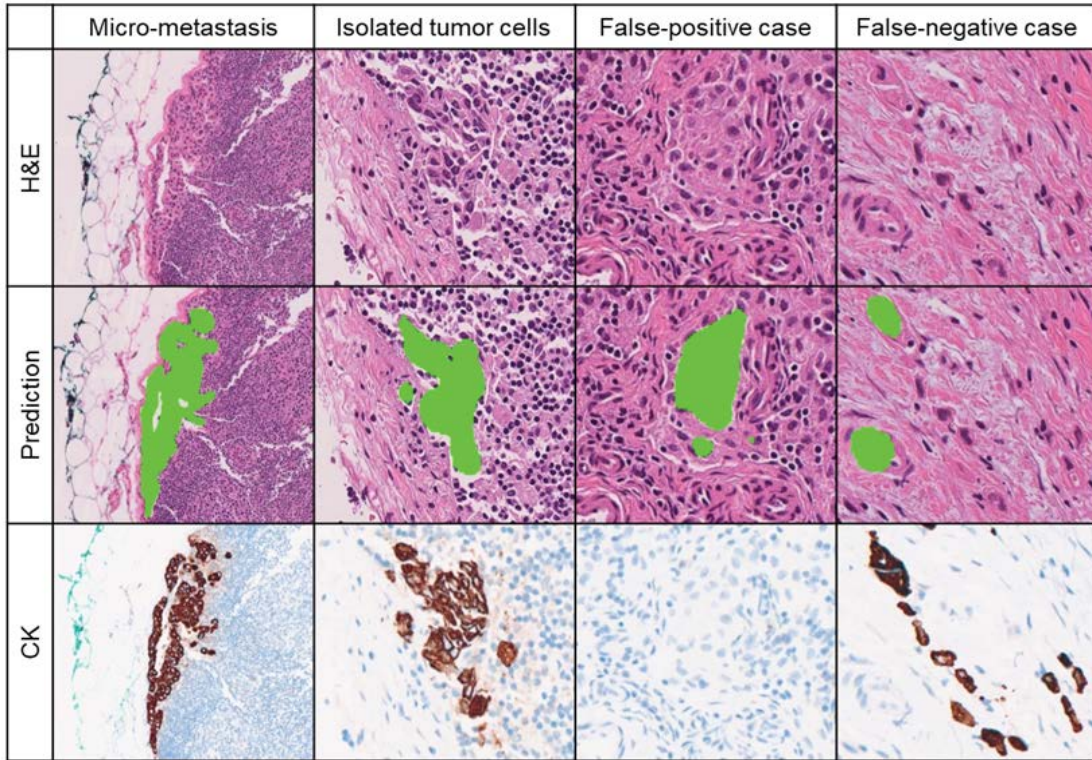 Micro-metastasis
Isolated tumor cells
False-positive case
False-negative case
H&E
Prediction
CK